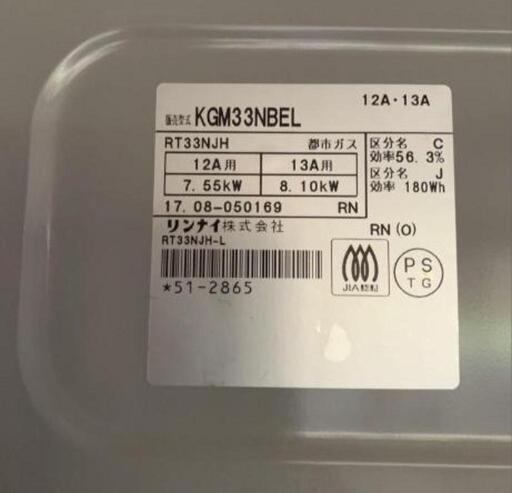 12A・13A
販売型式 KGM33NBEL
RT33NJH 都市ガス
12A用 13A用
7.55kW 8.10kW
17.08-050169 RN
区分名 C
効率56.3%
区分名 J
効率 180Wh
リンナイ株式会社
RN(O)
RT33NJH-L
*51-2865
JIA認証
PS
TG